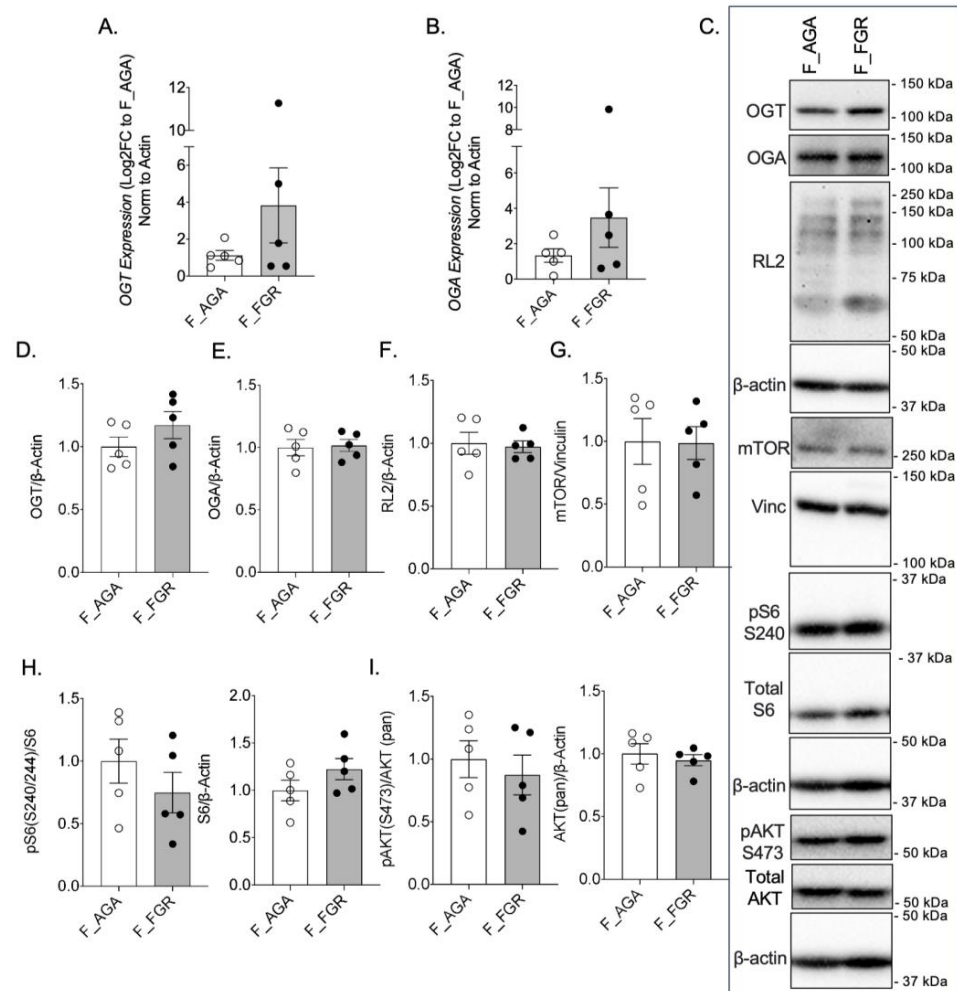 A.
OGT Expression (Log2FC to F_AGA)
Norm to Actin
12
10
6
4
2
0
F_AGA
F_FGR
B.
OGA Expression (Log2FC to F_AGA)
Norm to Actin
12
10
8
6
4
2
0
F_AGA
F_FGR
C.
F_AGA
F_FGR
OGT
- 150 kDa
- 100 kDa
OGA
- 150 kDa
- 100 kDa
RL2
- 250 kDa
- 150 kDa
- 100 kDa
- 75 kDa
- 50 kDa
β-actin
- 50 kDa
- 37 kDa
mTOR
- 250 kDa
Vinc
- 150 kDa
- 100 kDa
pS6
S240
- 37 kDa
Total
S6
- 37 kDa
β-actin
- 50 kDa
- 37 kDa
pAKT
S473
- 50 kDa
Total
AKT
- 50 kDa
β-actin
- 50 kDa
- 37 kDa
D.
OGT/β-Actin
1.5
1.0
0.5
0.0
F_AGA
F_FGR
E.
OGA/β-Actin
1.5
1.0
0.5
0.0
F_AGA
F_FGR
F.
RL2/β-Actin
1.5
1.0
0.5
0.0
F_AGA
F_FGR
G.
mTOR/Vinculin
1.5
1.0
0.5
0.0
F_AGA
F_FGR
H.
pS6(S240/244)/S6
1.5
1.0
0.5
0.0
F_AGA
F_FGR
S6/β-Actin
2.0
1.5
1.0
0.5
0.0
F_AGA
F_FGR
I.
pAKT(S473)/AKT (pan)
1.5
1.0
0.5
0.0
F_AGA
F_FGR
AKT(pan)/β-Actin
1.5
1.0
0.5
0.0
F_AGA
F_FGR